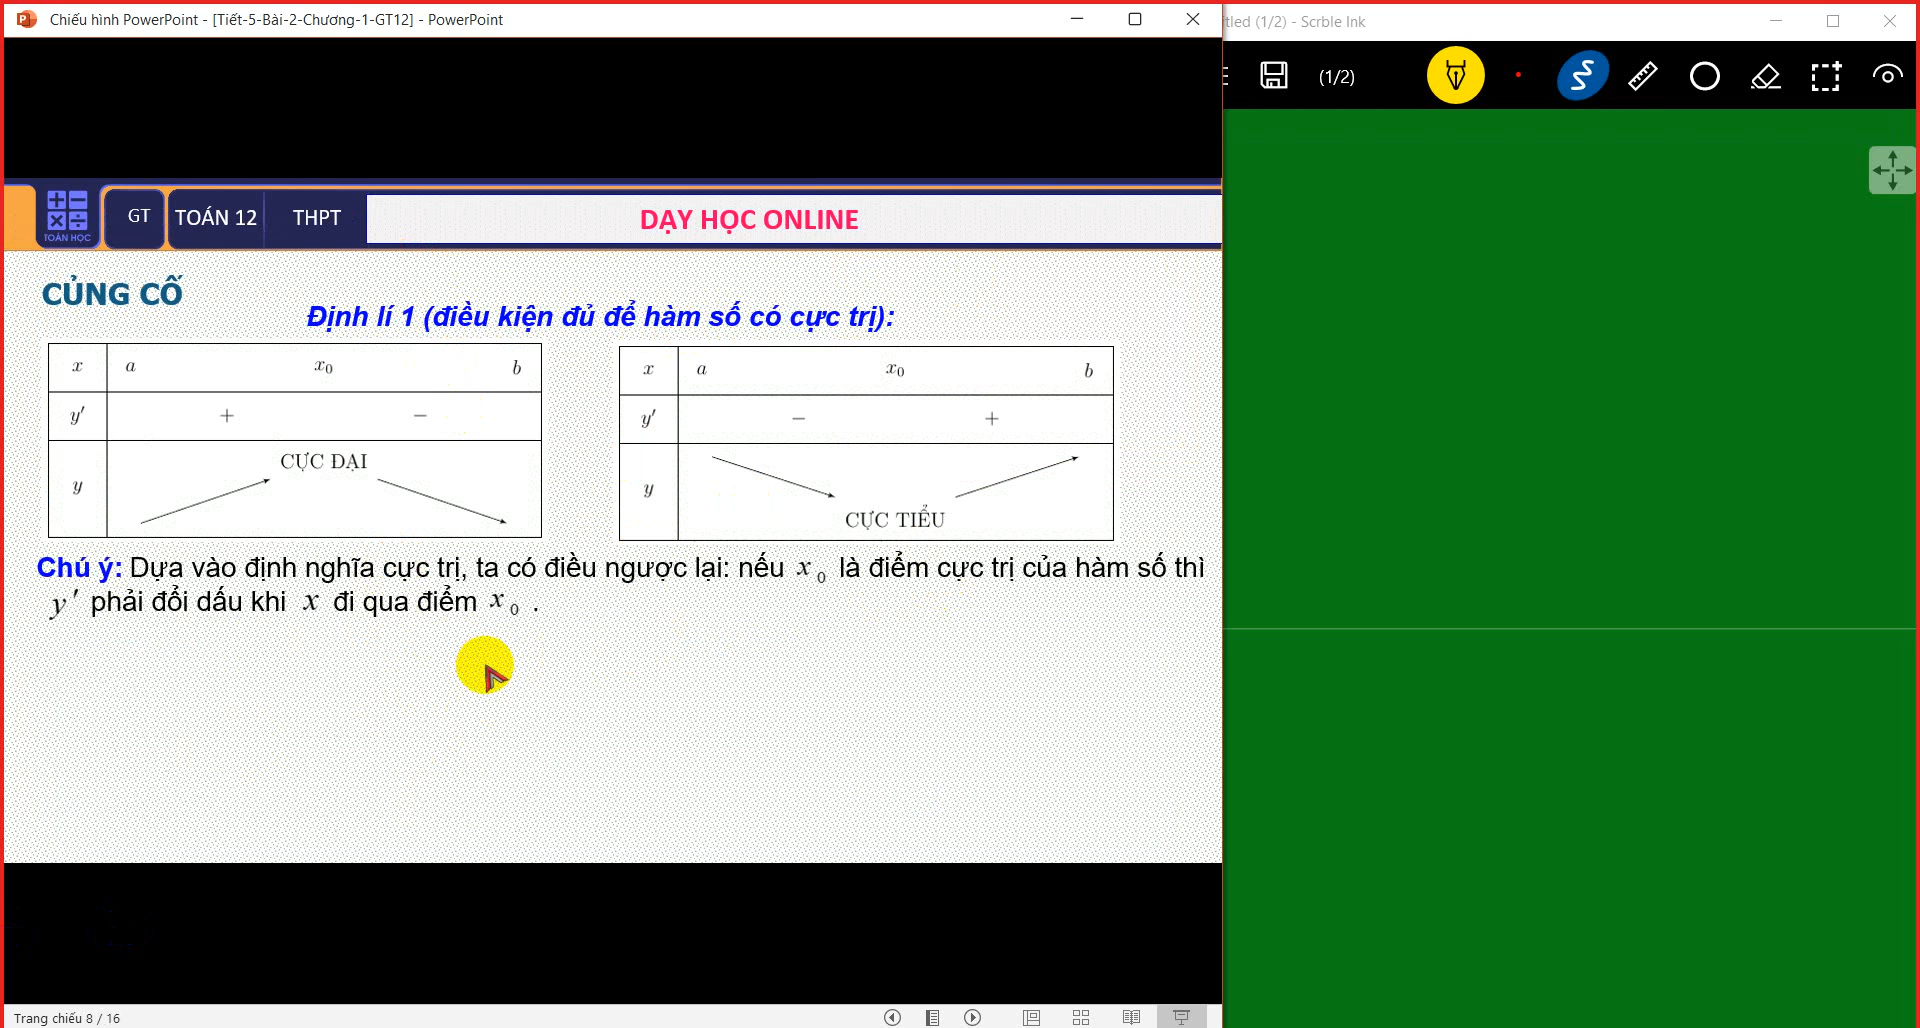 Chiếu hình PowerPoint - [Tiết-5-Bài-2-Chương-1-GT12] - PowerPoint
(1/2) - Scrble Ink
(1/2)
TOÁN HỌC
GT
TOÁN 12
THPT
DẠY HỌC ONLINE
CỦNG CỐ
Định lí 1 (điều kiện đủ để hàm số có cực trị):
x a x₀ b
y′ + −
CỰC ĐẠI
y
x a x₀ b
y′ − +
y
CỰC TIỂU
Chú ý: Dựa vào định nghĩa cực trị, ta có điều ngược lại: nếu x₀ là điểm cực trị của hàm số thì
y′ phải đổi dấu khi x đi qua điểm x₀ .
Trang chiếu 8 / 16